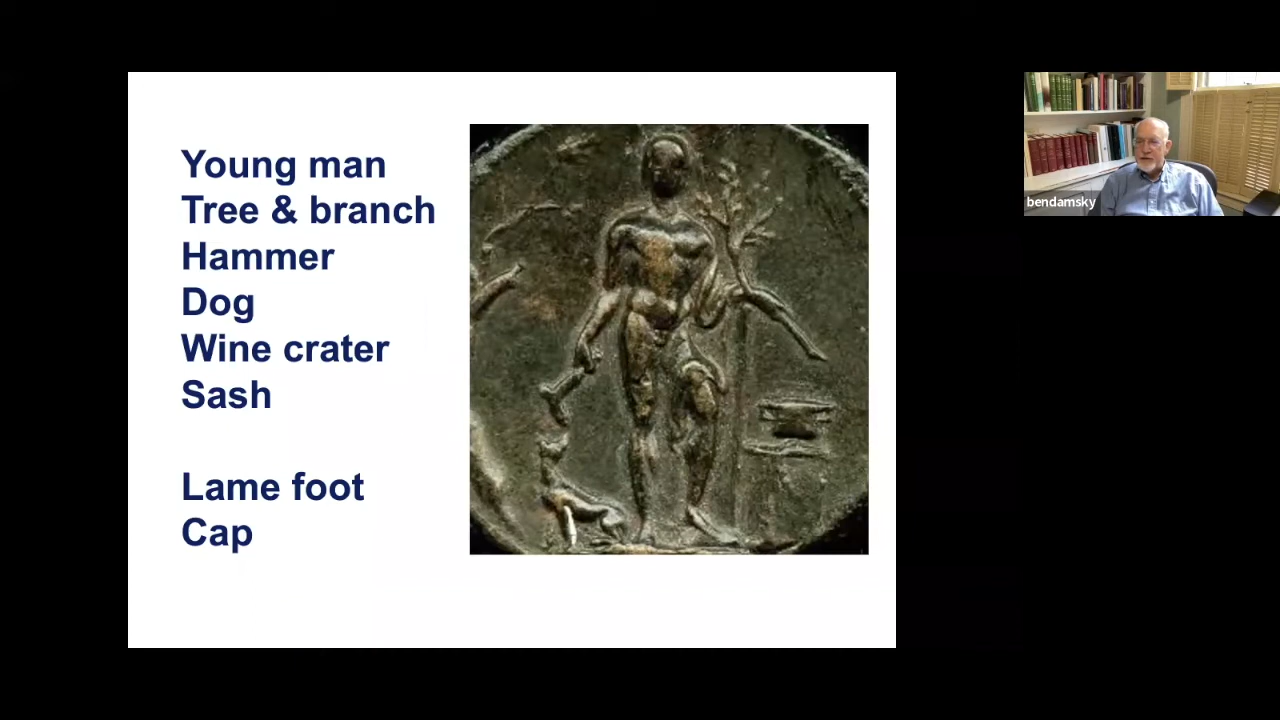 Young man
Tree & branch
Hammer
Dog
Wine crater
Sash
Lame foot
Cap
bendamsky